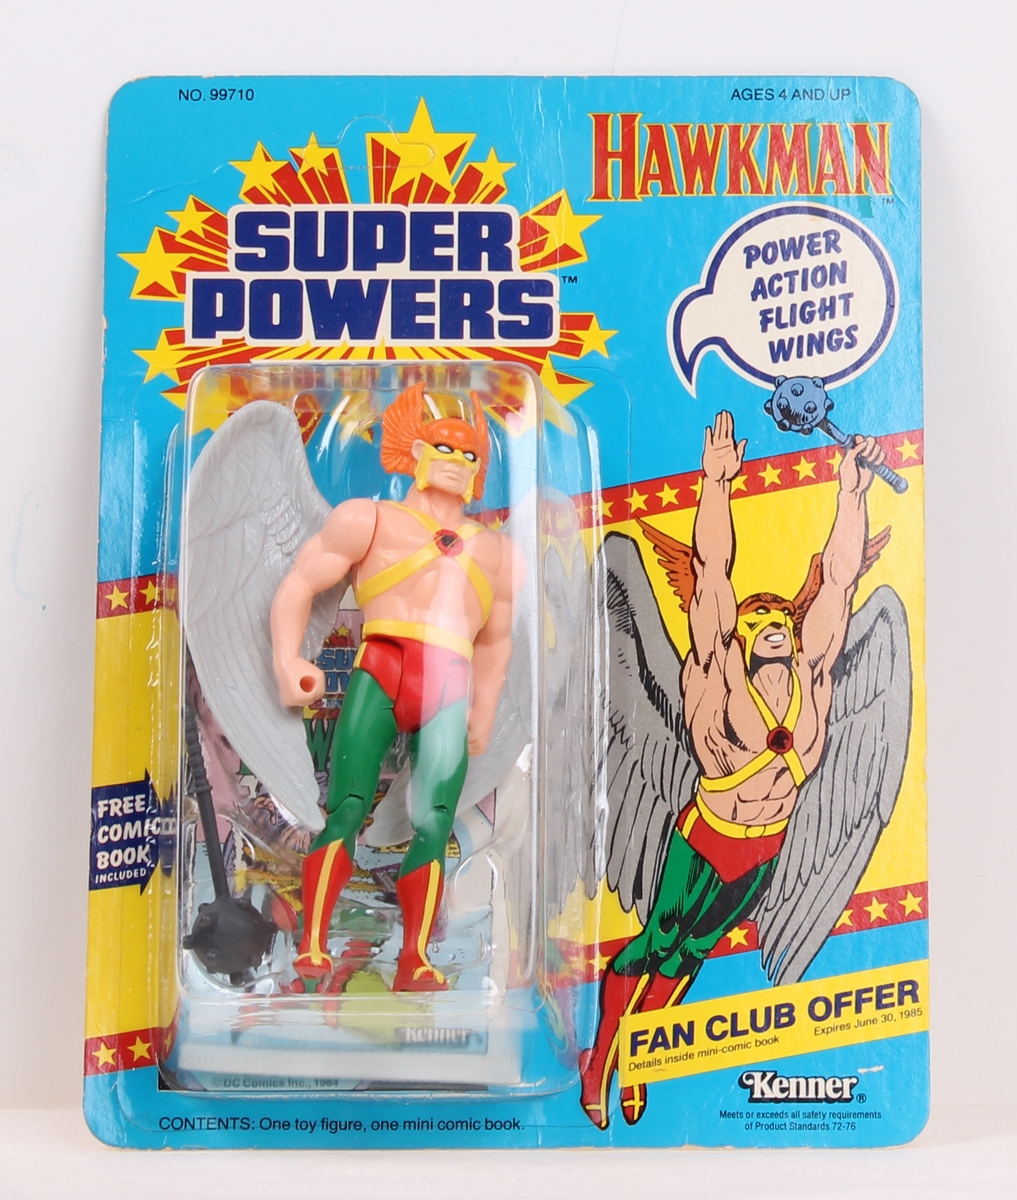 NO. 99710
AGES 4 AND UP
HAWKMAN
TM
SUPER
POWERS
TM
POWER
ACTION
FLIGHT
WINGS
FREE
COMIC
BOOK
INCLUDED
FAN CLUB OFFER
Details inside mini-comic book
Expires June 30, 1985
Kenner
Kenner®
©DC Comics Inc., 1984
Meets or exceeds all safety requirements
of Product Standards 72-76
CONTENTS: One toy figure, one mini comic book.